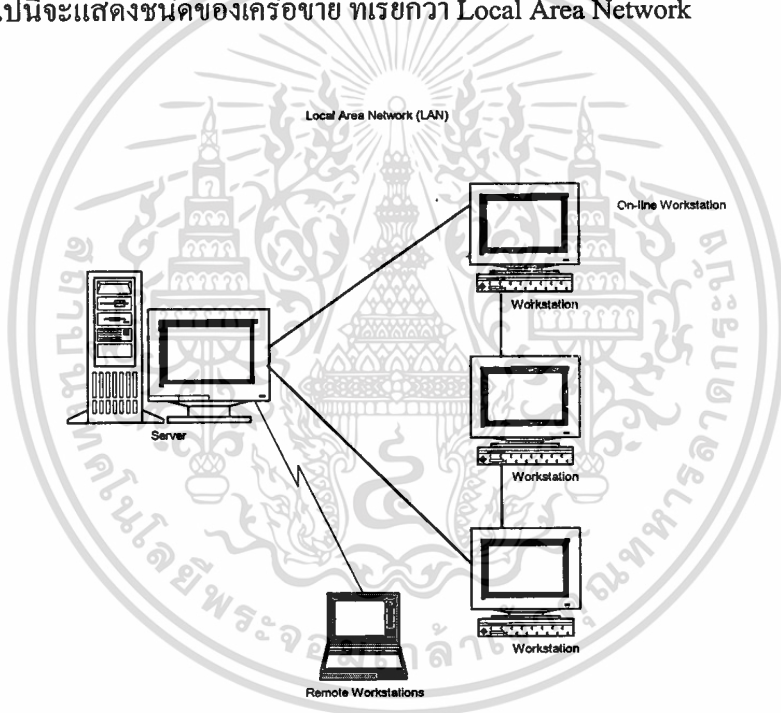 ปนี้จะแสดงชนิดของเครือข่าย ที่เรียกว่า Local Area Network
Local Area Network (LAN)
On-line Workstation
Workstation
Server
Workstation
Workstation
Remote Workstations